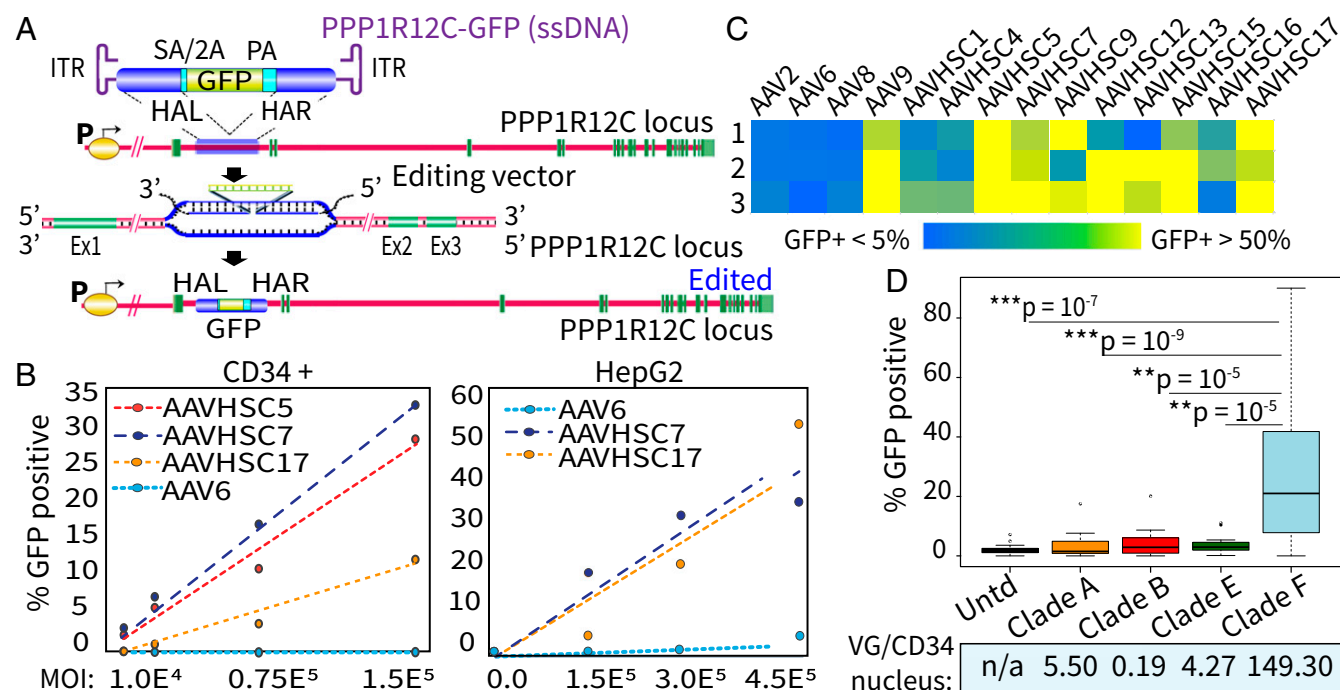 A
PPP1R12C-GFP (ssDNA)
SA/2A PA
ITR GFP ITR
HAL HAR
P PPP1R12C locus
Editing vector
3’ 5’
5’ 3’
3’ Ex1 Ex2 Ex3 5’ PPP1R12C locus
HAL HAR Edited
P
GFP PPP1R12C locus
B
CD34 +
% GFP positive
35
30
25
20
15
10
5
0
AAVHSC5
AAVHSC7
AAVHSC17
AAV6
MOI: 1.0E⁴ 0.75E⁵ 1.5E⁵
HepG2
60
50
40
30
20
10
0
AAV6
AAVHSC7
AAVHSC17
0.0 1.5E⁵ 3.0E⁵ 4.5E⁵
C
AAV2 AAV6 AAV8 AAV9 AAVHSC1 AAVHSC4 AAVHSC5 AAVHSC7 AAVHSC9 AAVHSC12 AAVHSC13 AAVHSC15 AAVHSC16 AAVHSC17
1
2
3
GFP+ < 5% GFP+ > 50%
D
% GFP positive
80
60
40
20
0
***p = 10⁻⁷
***p = 10⁻⁹
**p = 10⁻⁵
**p = 10⁻⁵
Untd Clade A Clade B Clade E Clade F
VG/CD34
nucleus: n/a 5.50 0.19 4.27 149.30